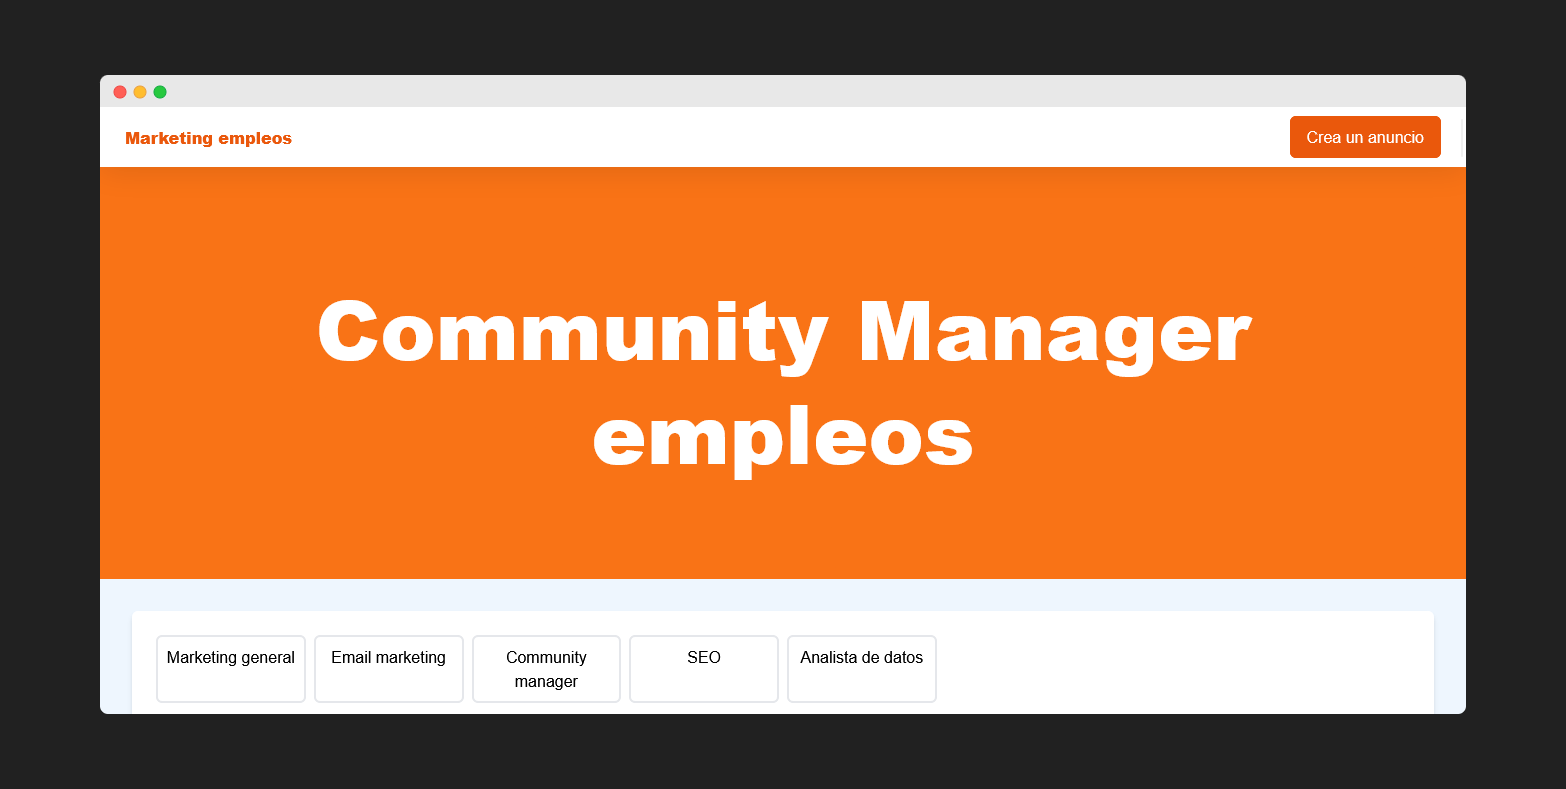 Marketing empleos
Crea un anuncio
Community Manager
empleos
Marketing general
Email marketing
Community
manager
SEO
Analista de datos